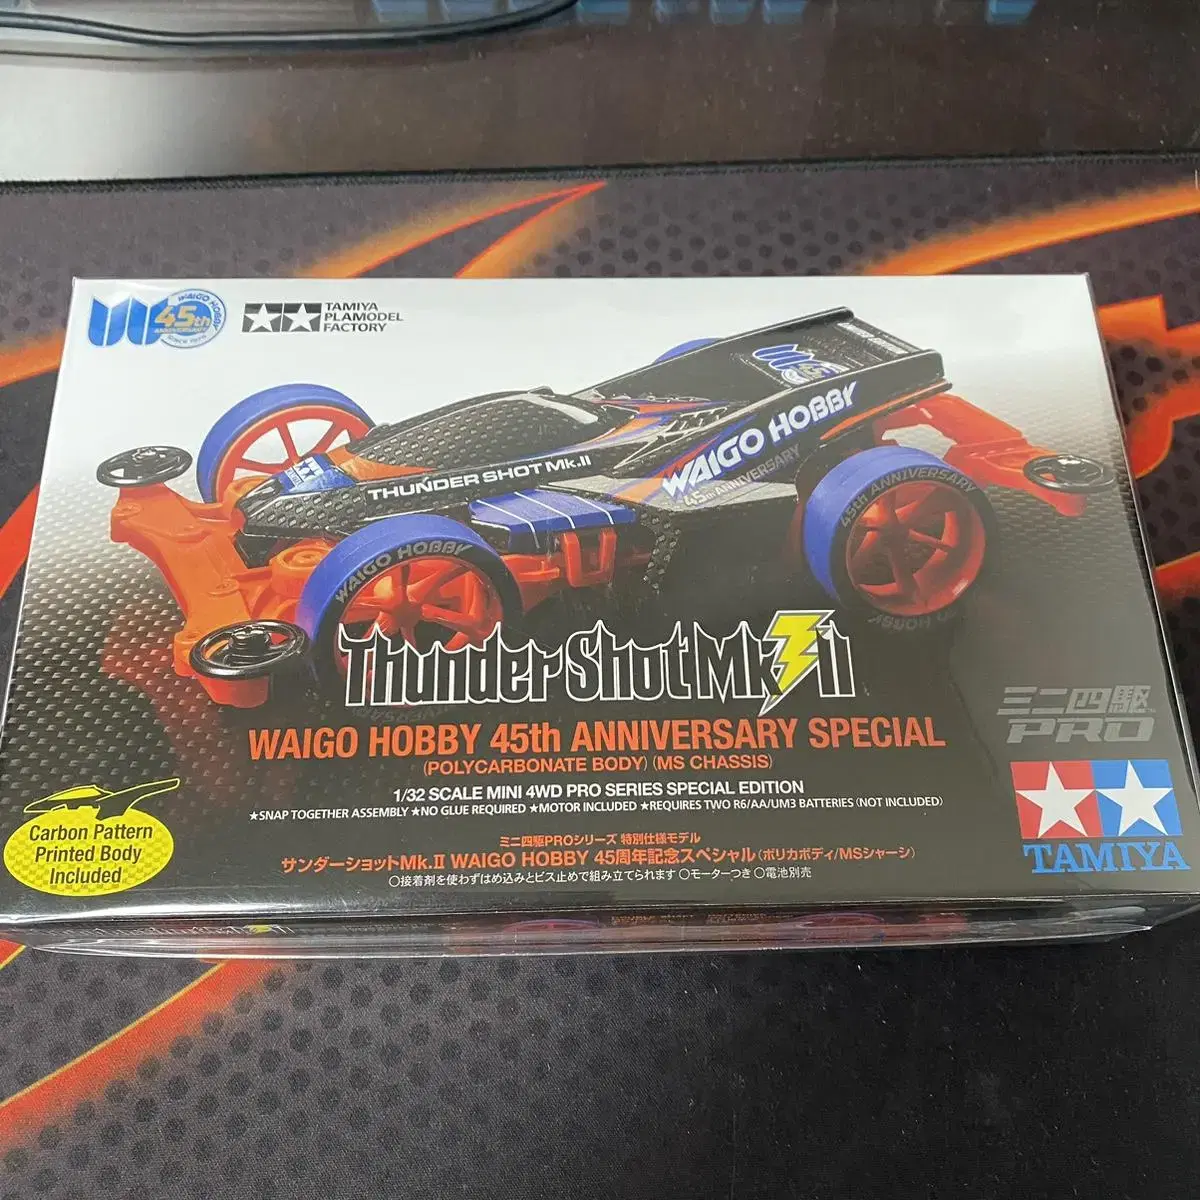 WAIGO HOBBY
45th
ANNIVERSARY
Since 1979
TAMIYA
PLAMODEL
FACTORY
LIMITED EDITION
45
WAIGO HOBBY
45th ANNIVERSARY
THUNDER SHOT Mk.II
TAMIYA
WAIGO HOBBY
45th ANNIVERSARY
WAIGO HOBBY
Thunder Shot Mk II
WAIGO HOBBY 45th ANNIVERSARY SPECIAL
(POLYCARBONATE BODY) (MS CHASSIS)
1/32 SCALE MINI 4WD PRO SERIES SPECIAL EDITION
★SNAP TOGETHER ASSEMBLY ★NO GLUE REQUIRED ★MOTOR INCLUDED ★REQUIRES TWO R6/AA/UM3 BATTERIES (NOT INCLUDED)
ミニ四駆PROシリーズ 特別仕様モデル
サンダーショットMk.II WAIGO HOBBY 45周年記念スペシャル(ポリカボディ/MSシャーシ)
○接着剤を使わずはめ込みとビス止めで組み立てられます ○モーターつき ○電池別売
Carbon Pattern
Printed Body
Included
ミニ四駆
PRO
TAMIYA